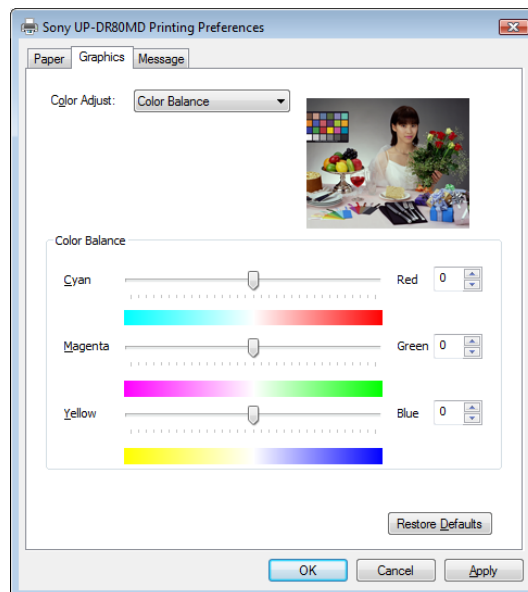 Sony UP-DR80MD Printing Preferences
Paper Graphics Message
Color Adjust: Color Balance
Color Balance
Cyan Red 0
Magenta Green 0
Yellow Blue 0
Restore Defaults
OK Cancel Apply